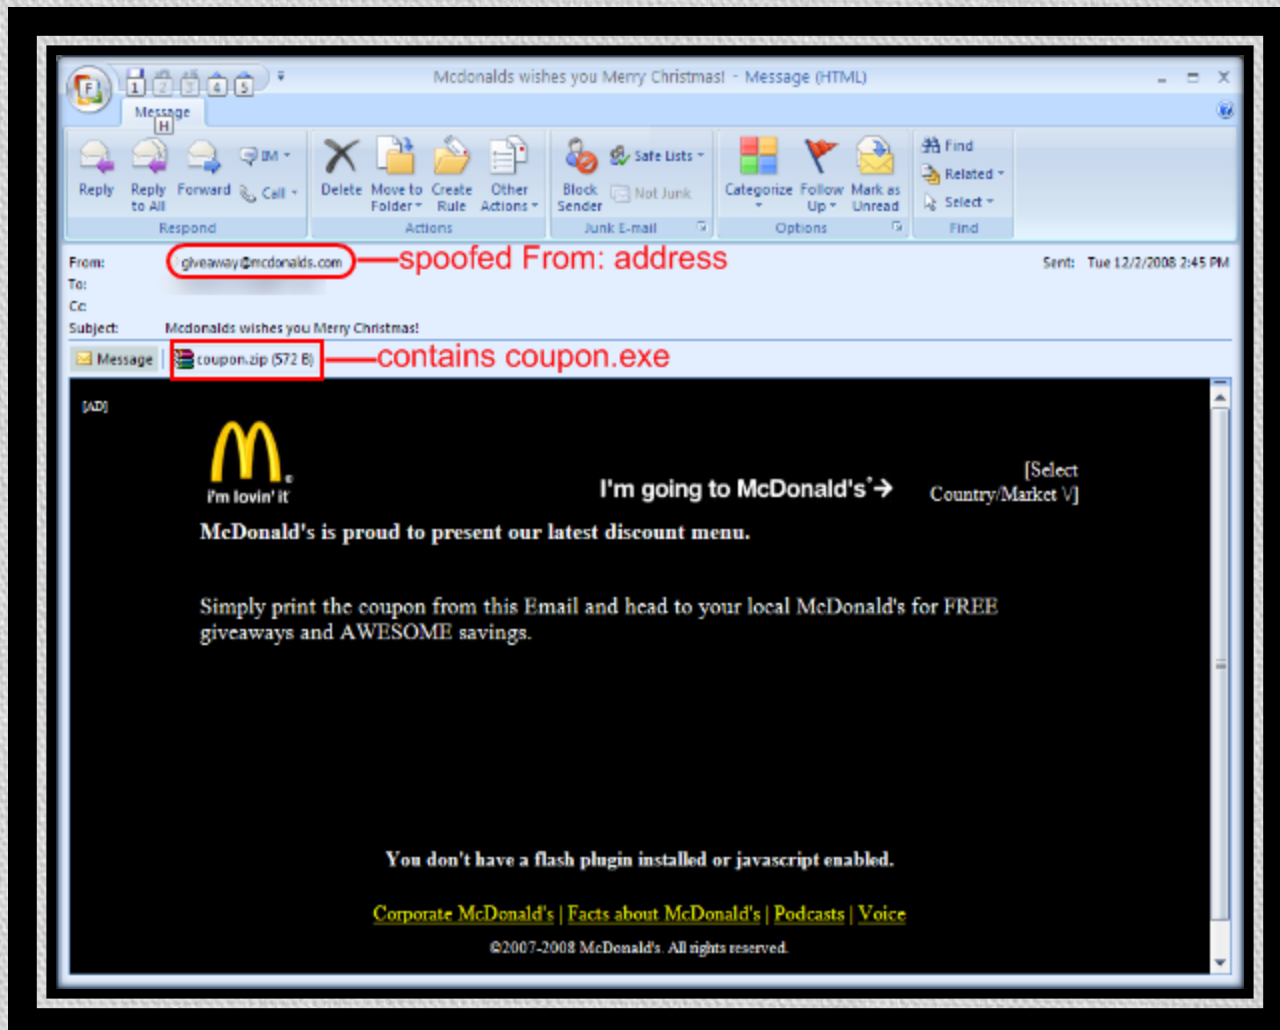 Mcdonalds wishes you Merry Christmas! - Message (HTML)
F 1 2 3 4 5
Message
H
Reply
Reply to All
Forward
IM
Call
Respond
Delete
Move to Folder
Create Rule
Other Actions
Actions
Block Sender
Safe Lists
Not Junk
Junk E-mail
Categorize
Follow Up
Mark as Unread
Options
Find
Related
Select
Find
From: giveaway@mcdonalds.com spoofed From: address Sent: Tue 12/2/2008 2:45 PM
To:
Cc:
Subject: Mcdonalds wishes you Merry Christmas!
Message coupon.zip (572 B) contains coupon.exe
[AD]
i'm lovin' it®
I'm going to McDonald's°→
[Select
Country/Market \/]
McDonald's is proud to present our latest discount menu.
Simply print the coupon from this Email and head to your local McDonald's for FREE
giveaways and AWESOME savings.
You don't have a flash plugin installed or javascript enabled.
Corporate McDonald's | Facts about McDonald's | Podcasts | Voice
©2007-2008 McDonald's. All rights reserved.